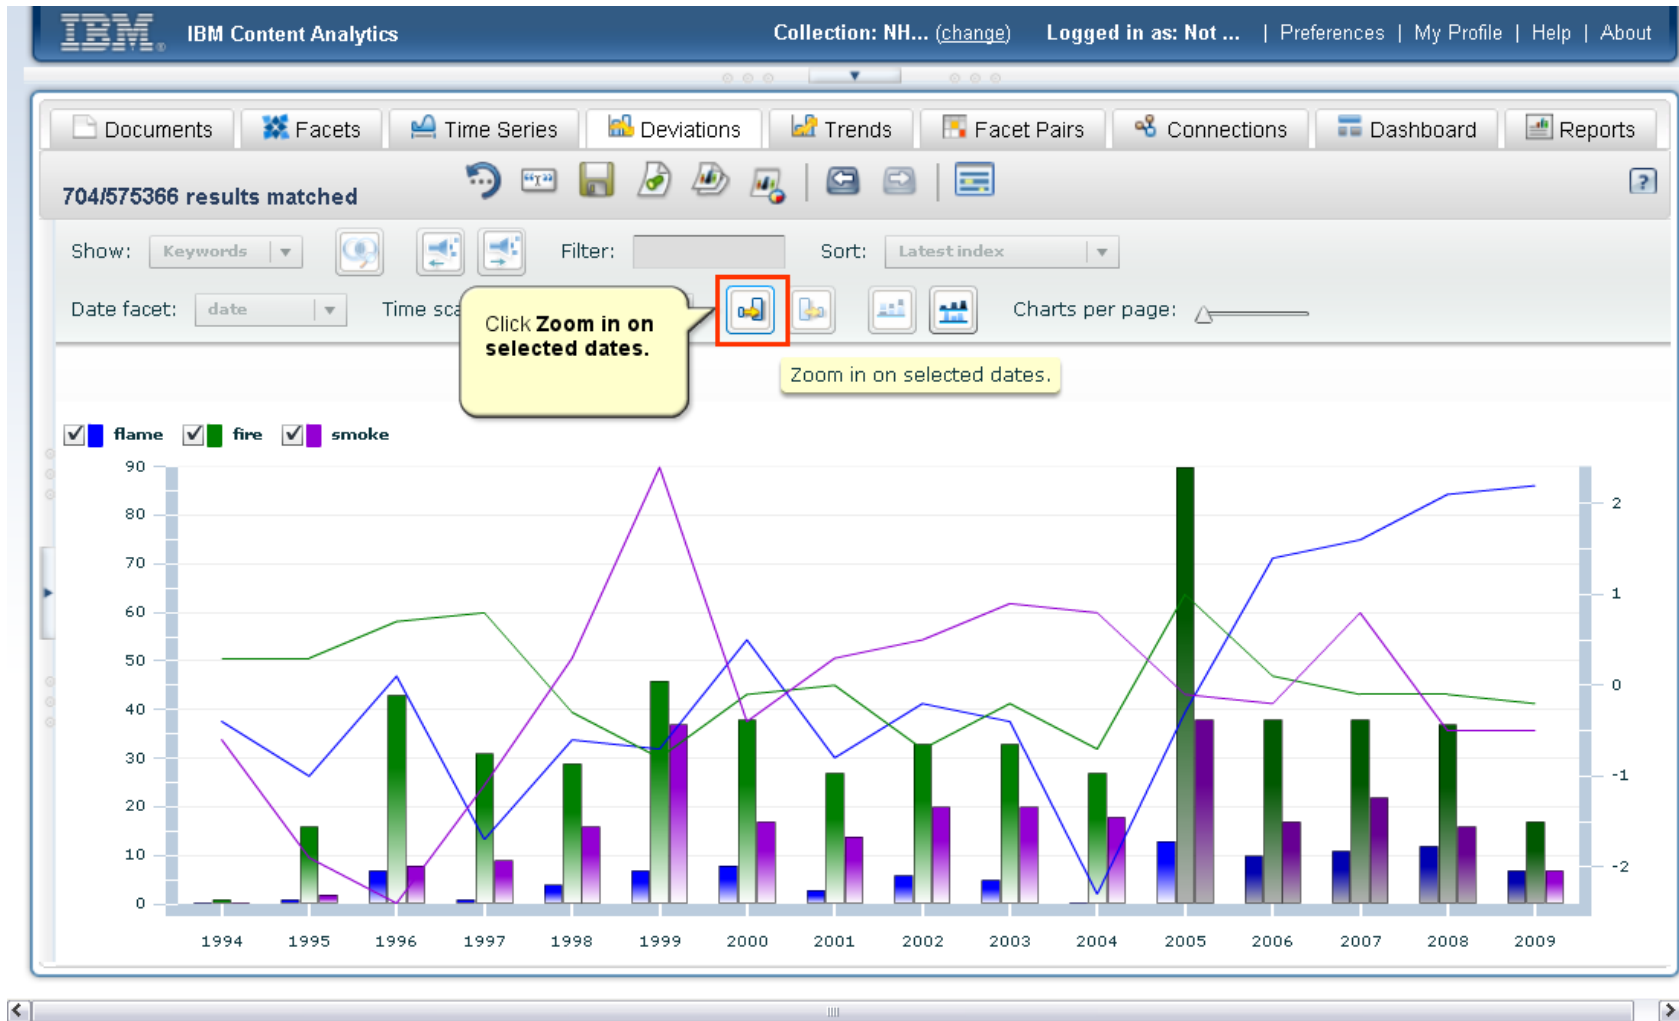 IBM® IBM Content Analytics Collection: NH... (change) Logged in as: Not ... | Preferences | My Profile | Help | About
Documents Facets Time Series Deviations Trends Facet Pairs Connections Dashboard Reports
704/575366 results matched
Show: Keywords Filter: Sort: Latest index
Date facet: date Time sca Charts per page:
Click Zoom in on
selected dates.
Zoom in on selected dates.
flame fire smoke
90
80
70
60
50
40
30
20
10
0
2
1
0
-1
-2
1994 1995 1996 1997 1998 1999 2000 2001 2002 2003 2004 2005 2006 2007 2008 2009